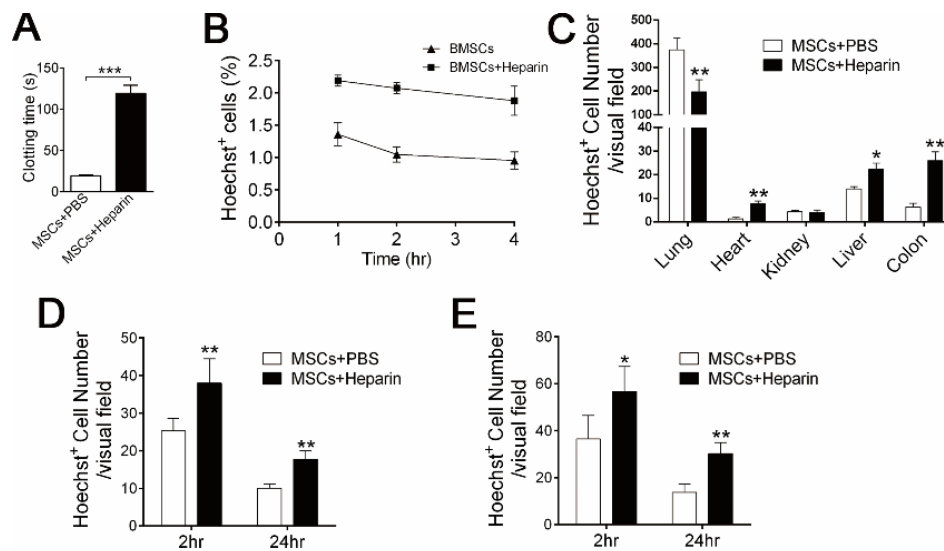 A
Clotting time (s)
150
100
50
0
***
MSCs+PBS
MSCs+Heparin
B
Hoechst+ cells (%)
2.5
2.0
1.5
1.0
0.5
0.0
0 1 2 3 4
Time (hr)
BMSCs
BMSCs+Heparin
C
Hoechst+ Cell Number
/visual field
500
400
300
200
100
40
30
20
10
0
MSCs+PBS
MSCs+Heparin
**
**
*
**
Lung
Heart
Kidney
Liver
Colon
D
Hoechst+ Cell Number
/visual field
50
40
30
20
10
0
MSCs+PBS
MSCs+Heparin
**
**
2hr 24hr
E
Hoechst+ Cell Number
/visual field
80
60
40
20
0
MSCs+PBS
MSCs+Heparin
*
**
2hr 24hr